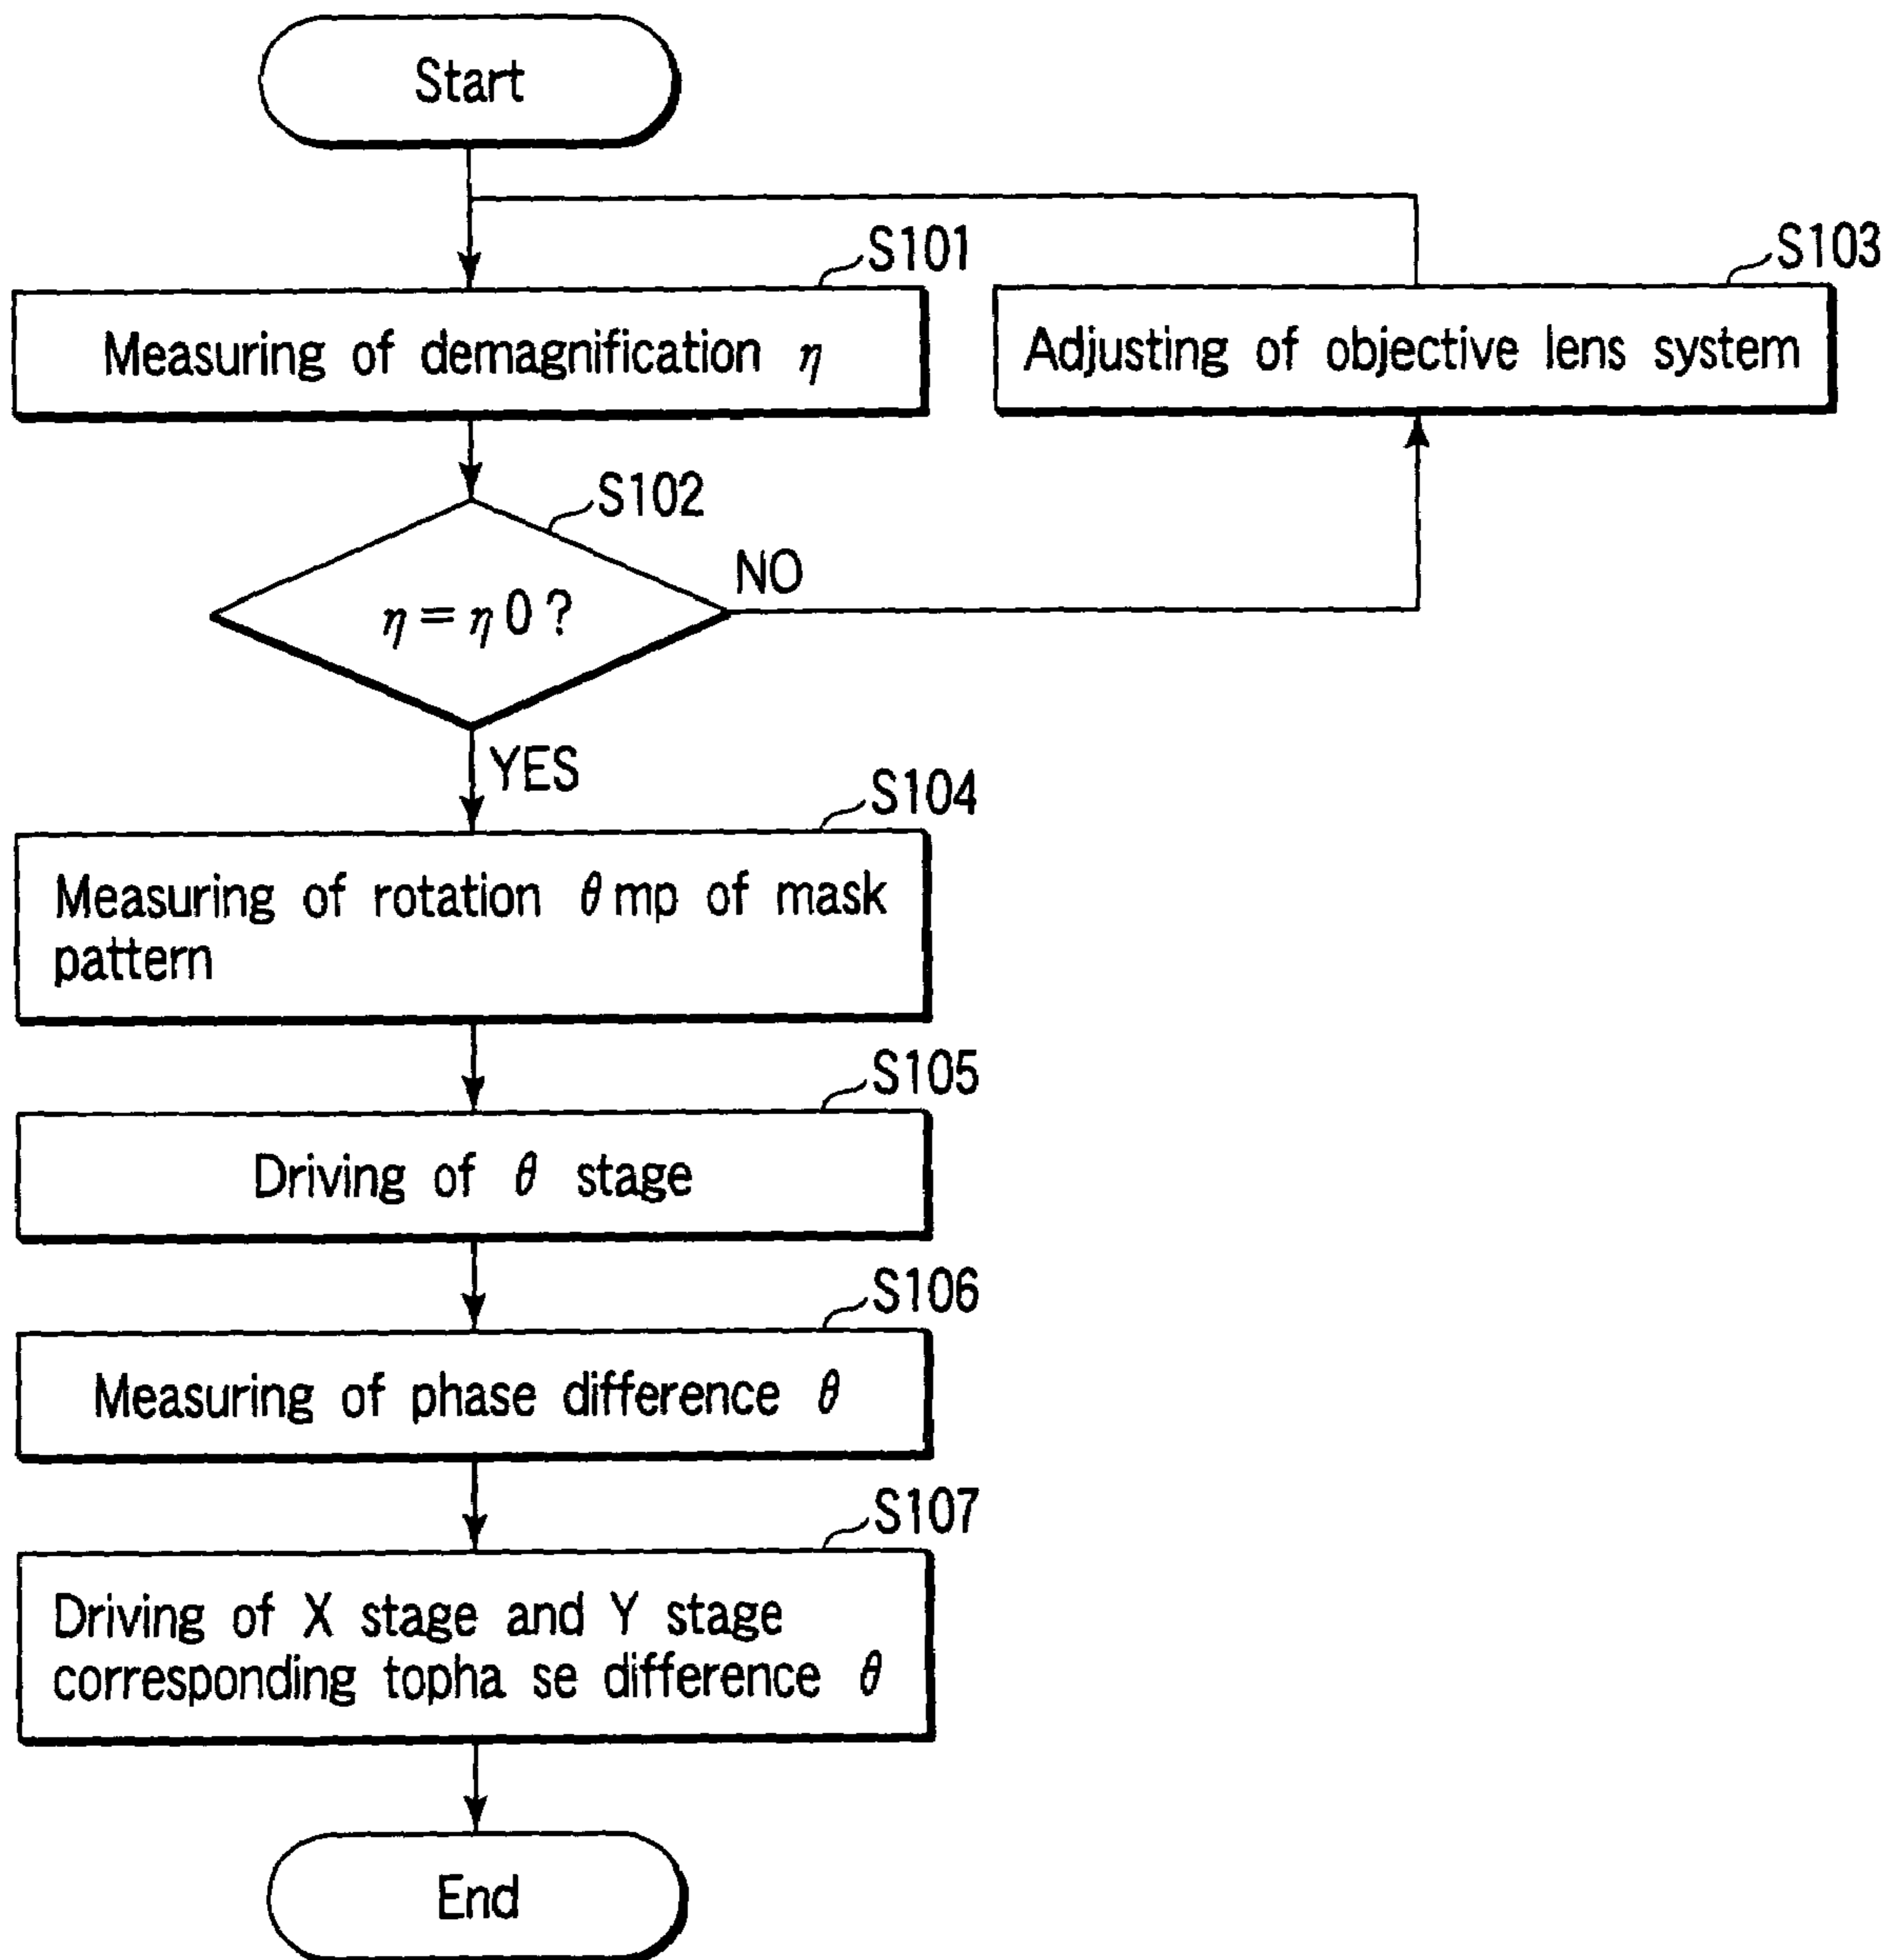 Start
S101
Measuring of demagnification η
S103
Adjusting of objective lens system
S102
η = η 0 ?
NO
YES
S104
Measuring of rotation θ mp of mask
pattern
S105
Driving of θ stage
S106
Measuring of phase difference θ
S107
Driving of X stage and Y stage
corresponding topha se difference θ
End